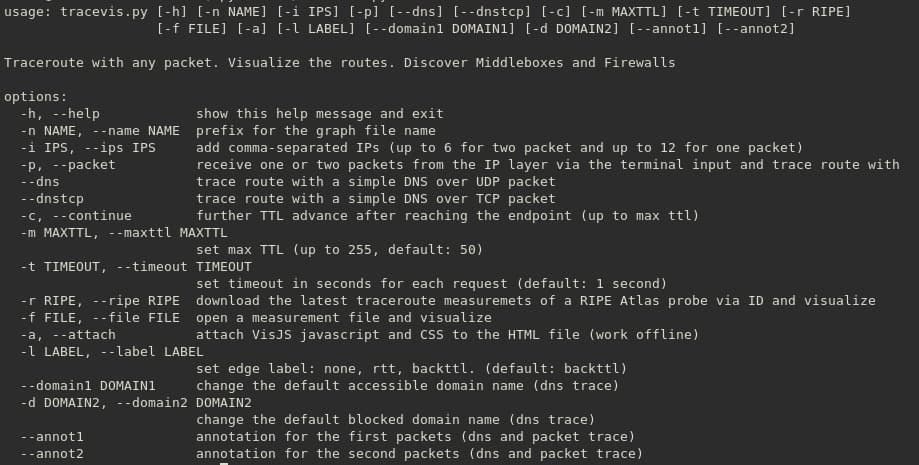 usage: tracevis.py [-h] [-n NAME] [-i IPS] [-p] [--dns] [--dnstcp] [-c] [-m MAXTTL] [-t TIMEOUT] [-r RIPE]
                   [-f FILE] [-a] [-l LABEL] [--domain1 DOMAIN1] [-d DOMAIN2] [--annot1] [--annot2]

Traceroute with any packet. Visualize the routes. Discover Middleboxes and Firewalls

options:
  -h, --help            show this help message and exit
  -n NAME, --name NAME  prefix for the graph file name
  -i IPS, --ips IPS     add comma-separated IPs (up to 6 for two packet and up to 12 for one packet)
  -p, --packet          receive one or two packets from the IP layer via the terminal input and trace route with
  --dns                 trace route with a simple DNS over UDP packet
  --dnstcp              trace route with a simple DNS over TCP packet
  -c, --continue        further TTL advance after reaching the endpoint (up to max ttl)
  -m MAXTTL, --maxttl MAXTTL
                        set max TTL (up to 255, default: 50)
  -t TIMEOUT, --timeout TIMEOUT
                        set timeout in seconds for each request (default: 1 second)
  -r RIPE, --ripe RIPE  download the latest traceroute measuremets of a RIPE Atlas probe via ID and visualize
  -f FILE, --file FILE  open a measurement file and visualize
  -a, --attach          attach VisJS javascript and CSS to the HTML file (work offline)
  -l LABEL, --label LABEL
                        set edge label: none, rtt, backttl. (default: backttl)
  --domain1 DOMAIN1     change the default accessible domain name (dns trace)
  -d DOMAIN2, --domain2 DOMAIN2
                        change the default blocked domain name (dns trace)
  --annot1              annotation for the first packets (dns and packet trace)
  --annot2              annotation for the second packets (dns and packet trace)